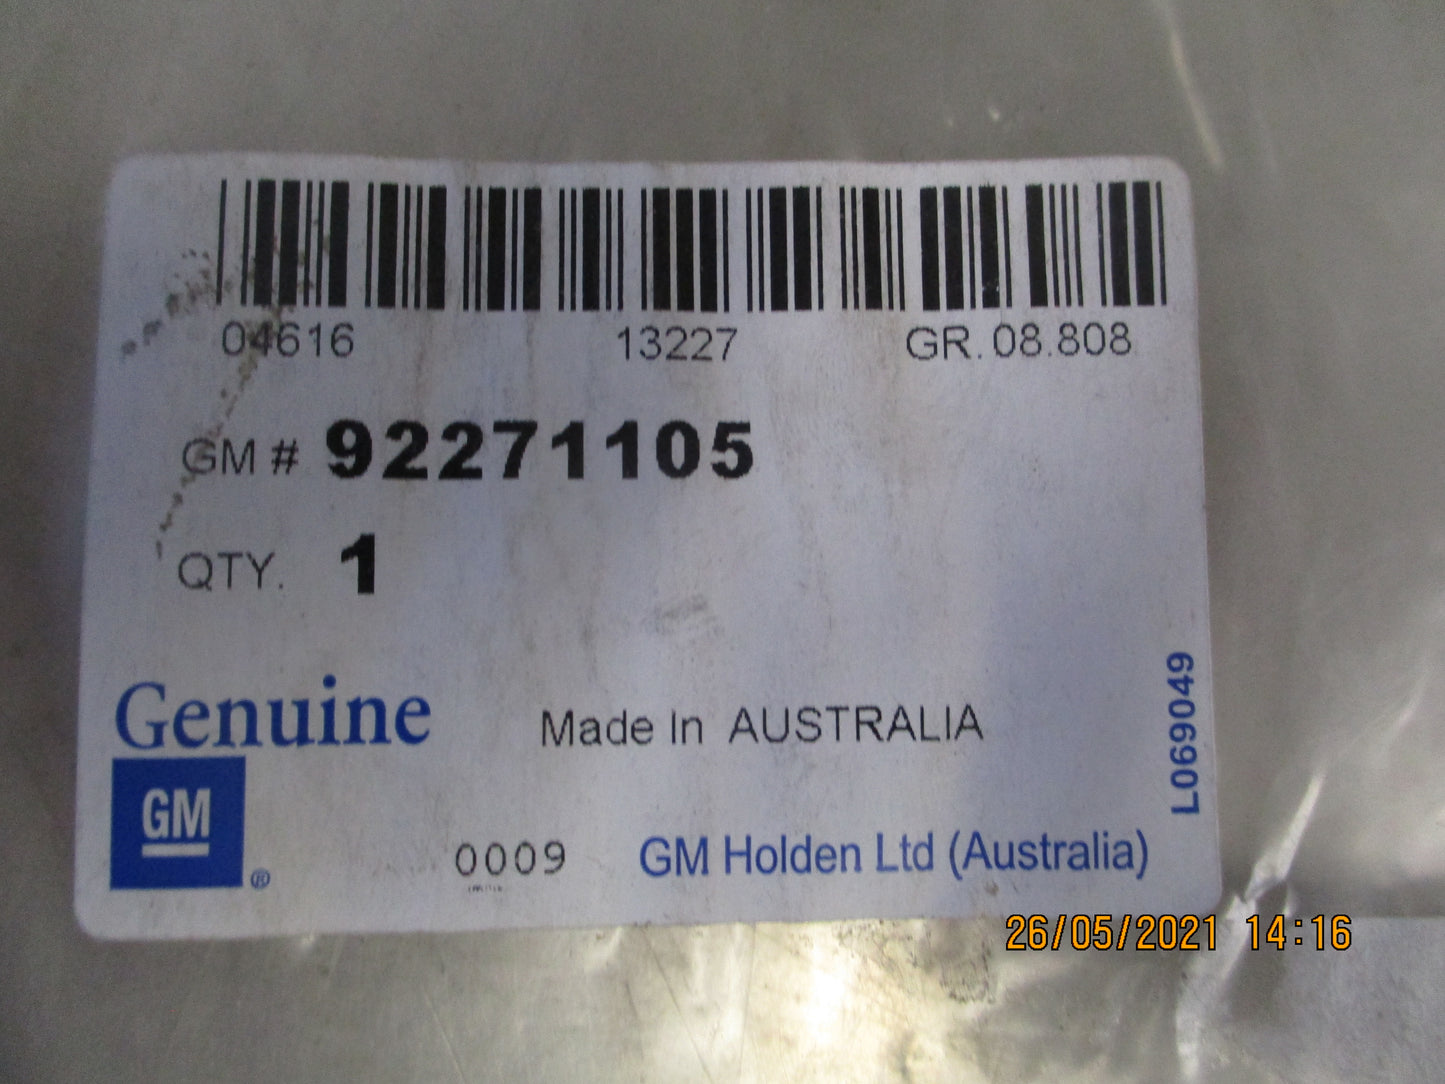 04616 13227 GR. 08.808
GM # 92271105
QTY. 1
Genuine
Made In AUSTRALIA
L069049
GM
®
0009
GM Holden Ltd (Australia)
26/05/2021 14:16